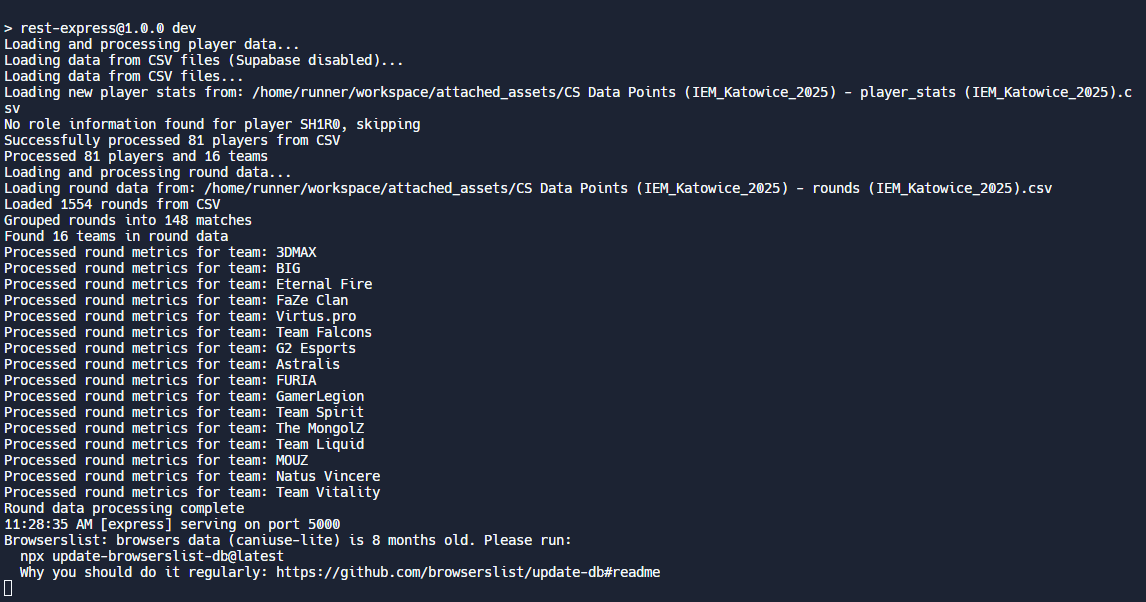 > rest-express@1.0.0 dev
Loading and processing player data...
Loading data from CSV files (Supabase disabled)...
Loading data from CSV files...
Loading new player stats from: /home/runner/workspace/attached_assets/CS Data Points (IEM_Katowice_2025) - player_stats (IEM_Katowice_2025).c
sv
No role information found for player SH1R0, skipping
Successfully processed 81 players from CSV
Processed 81 players and 16 teams
Loading and processing round data...
Loading round data from: /home/runner/workspace/attached_assets/CS Data Points (IEM_Katowice_2025) - rounds (IEM_Katowice_2025).csv
Loaded 1554 rounds from CSV
Grouped rounds into 148 matches
Found 16 teams in round data
Processed round metrics for team: 3DMAX
Processed round metrics for team: BIG
Processed round metrics for team: Eternal Fire
Processed round metrics for team: FaZe Clan
Processed round metrics for team: Virtus.pro
Processed round metrics for team: Team Falcons
Processed round metrics for team: G2 Esports
Processed round metrics for team: Astralis
Processed round metrics for team: FURIA
Processed round metrics for team: GamerLegion
Processed round metrics for team: Team Spirit
Processed round metrics for team: The MongolZ
Processed round metrics for team: Team Liquid
Processed round metrics for team: MOUZ
Processed round metrics for team: Natus Vincere
Processed round metrics for team: Team Vitality
Round data processing complete
11:28:35 AM [express] serving on port 5000
Browserslist: browsers data (caniuse-lite) is 8 months old. Please run:
  npx update-browserslist-db@latest
  Why you should do it regularly: https://github.com/browserslist/update-db#readme